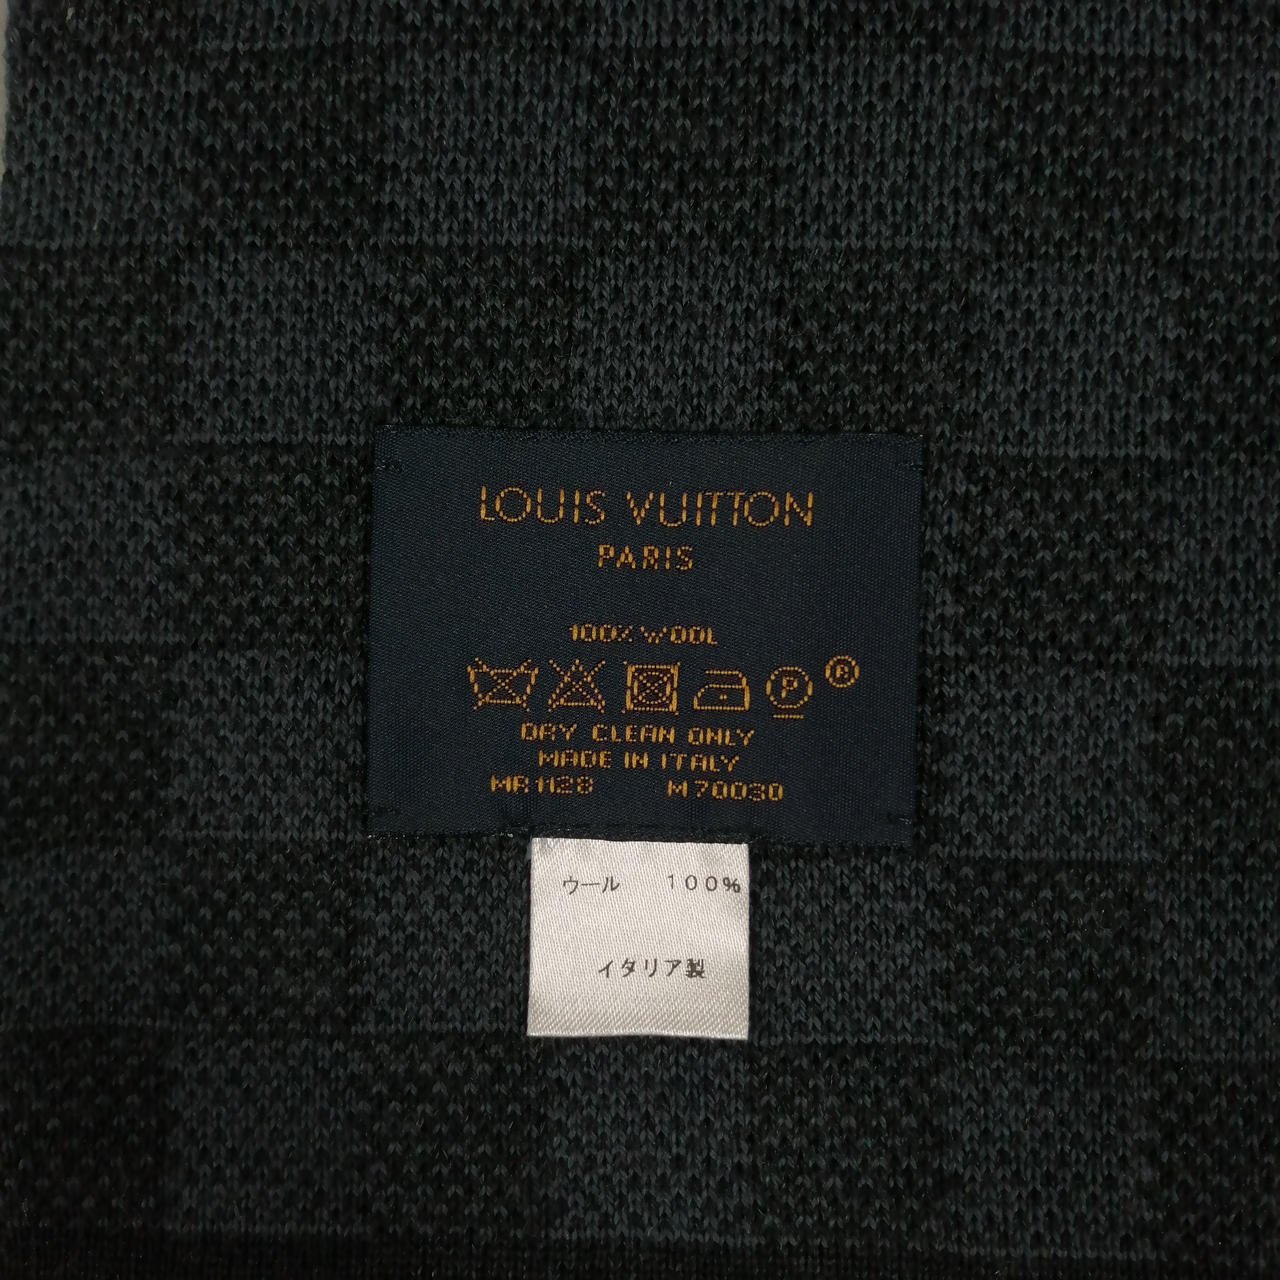 LOUIS VUITTON
PARIS
100% WOOL
P ®
DRY CLEAN ONLY
MADE IN ITALY
MR1128 M70030
ウール 100%
イタリア製